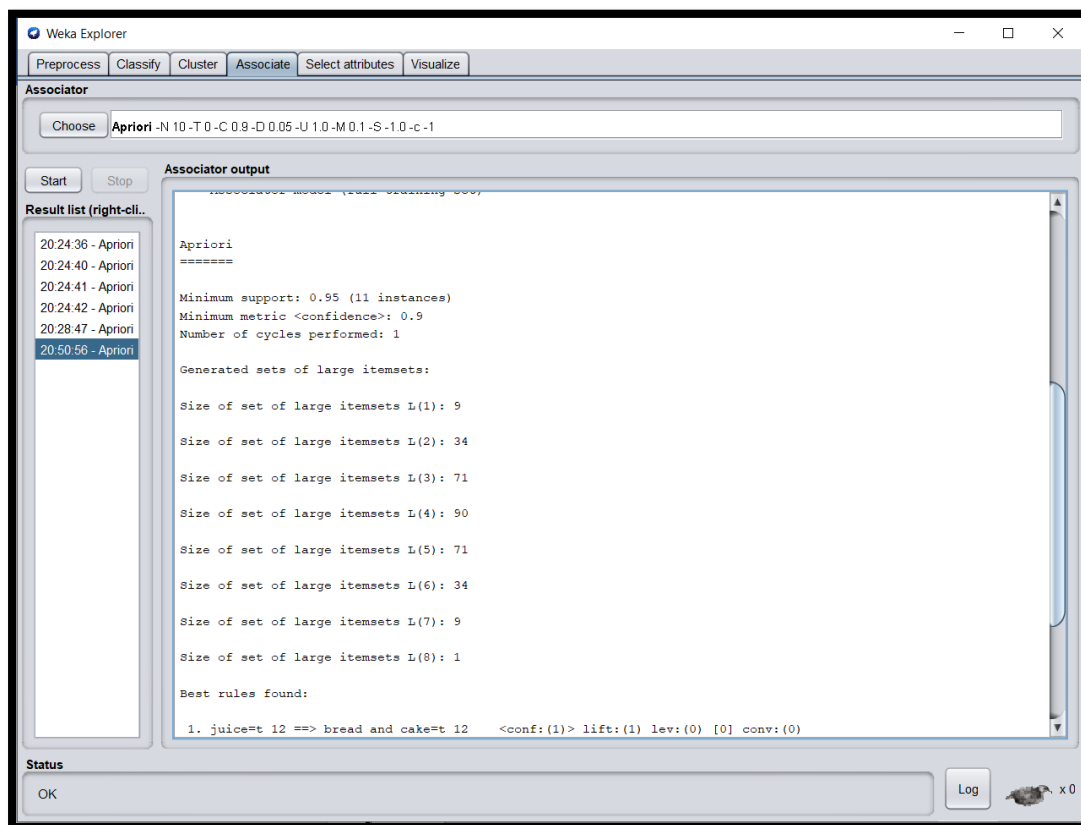 Weka Explorer
Preprocess Classify Cluster Associate Select attributes Visualize
Associator
Choose Apriori -N 10 -T 0 -C 0.9 -D 0.05 -U 1.0 -M 0.1 -S -1.0 -c -1
Start Stop
Result list (right-cli..
20:24:36 - Apriori
20:24:40 - Apriori
20:24:41 - Apriori
20:24:42 - Apriori
20:28:47 - Apriori
20:50:56 - Apriori
Associator output
Apriori
=======
Minimum support: 0.95 (11 instances)
Minimum metric <confidence>: 0.9
Number of cycles performed: 1
Generated sets of large itemsets:
Size of set of large itemsets L(1): 9
Size of set of large itemsets L(2): 34
Size of set of large itemsets L(3): 71
Size of set of large itemsets L(4): 90
Size of set of large itemsets L(5): 71
Size of set of large itemsets L(6): 34
Size of set of large itemsets L(7): 9
Size of set of large itemsets L(8): 1
Best rules found:
1. juice=t 12 ==> bread and cake=t 12 <conf:(1)> lift:(1) lev:(0) [0] conv:(0)
Status
OK
Log x 0